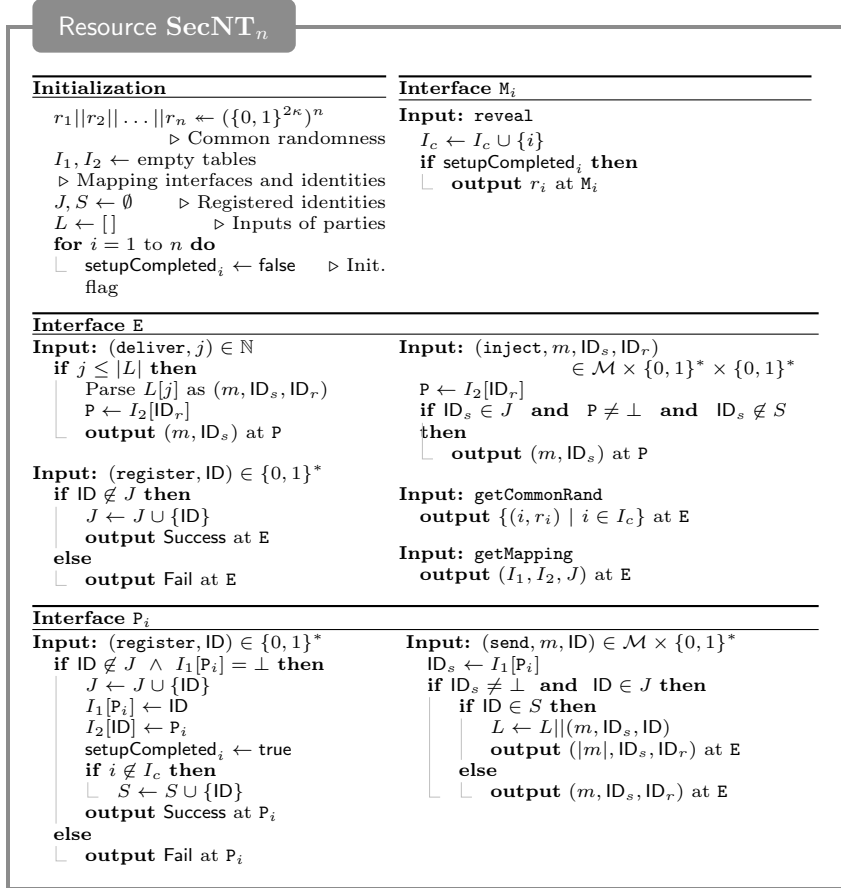 Resource SecNT_n
Initialization
r_1||r_2|| . . . ||r_n ↞ ({0, 1}^{2κ})^n
▷ Common randomness
I_1, I_2 ← empty tables
▷ Mapping interfaces and identities
J, S ← ∅ ▷ Registered identities
L ← [ ] ▷ Inputs of parties
for i = 1 to n do
setupCompleted_i ← false ▷ Init.
flag
Interface M_i
Input: reveal
I_c ← I_c ∪ {i}
if setupCompleted_i then
output r_i at M_i
Interface E
Input: (deliver, j) ∈ ℕ
if j ≤ |L| then
Parse L[j] as (m, ID_s, ID_r)
P ← I_2[ID_r]
output (m, ID_s) at P
Input: (register, ID) ∈ {0, 1}^*
if ID ∉ J then
J ← J ∪ {ID}
output Success at E
else
output Fail at E
Input: (inject, m, ID_s, ID_r)
∈ ℳ × {0, 1}^* × {0, 1}^*
P ← I_2[ID_r]
if ID_s ∈ J and P ≠ ⊥ and ID_s ∉ S
then
output (m, ID_s) at P
Input: getCommonRand
output {(i, r_i) | i ∈ I_c} at E
Input: getMapping
output (I_1, I_2, J) at E
Interface P_i
Input: (register, ID) ∈ {0, 1}^*
if ID ∉ J ∧ I_1[P_i] = ⊥ then
J ← J ∪ {ID}
I_1[P_i] ← ID
I_2[ID] ← P_i
setupCompleted_i ← true
if i ∉ I_c then
S ← S ∪ {ID}
output Success at P_i
else
output Fail at P_i
Input: (send, m, ID) ∈ ℳ × {0, 1}^*
ID_s ← I_1[P_i]
if ID_s ≠ ⊥ and ID ∈ J then
if ID ∈ S then
L ← L||(m, ID_s, ID)
output (|m|, ID_s, ID_r) at E
else
output (m, ID_s, ID_r) at E